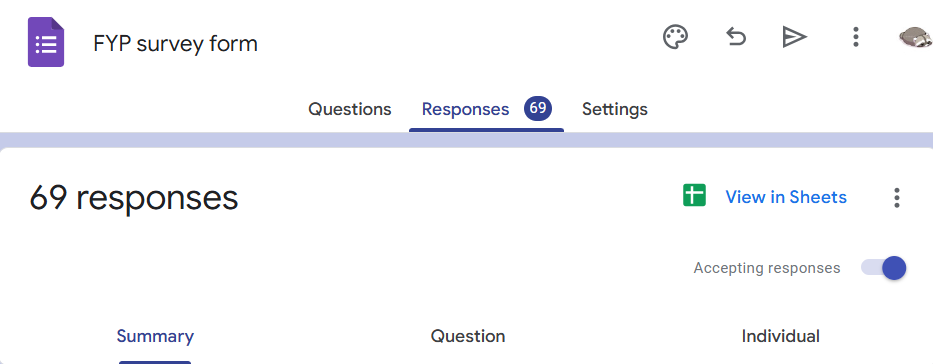 FYP survey form
Questions Responses 69 Settings
69 responses
View in Sheets
Accepting responses
Summary Question Individual